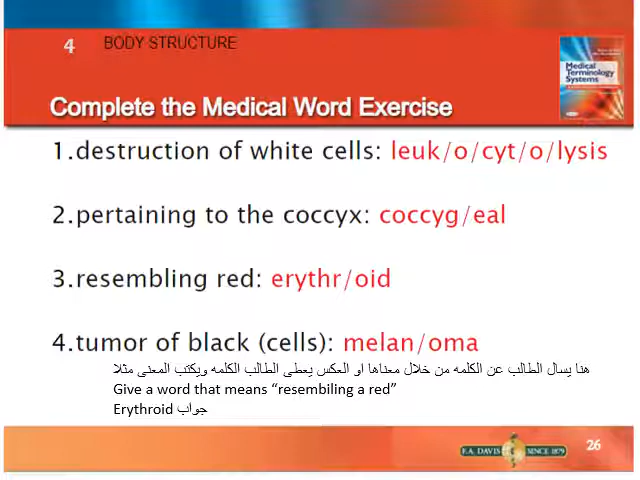 4 BODY STRUCTURE
Medical
Terminology
Systems
Complete the Medical Word Exercise
1.destruction of white cells: leuk/o/cyt/o/lysis
2.pertaining to the coccyx: coccyg/eal
3.resembling red: erythr/oid
4.tumor of black (cells): melan/oma
هنا يسال الطالب عن الكلمه من خلال معناها او العكس يعطى الطالب الكلمه ويكتب المعنى مثلا
Give a word that means “resembiling a red”
Erythroid جواب
F.A. DAVIS SINCE 1879
26